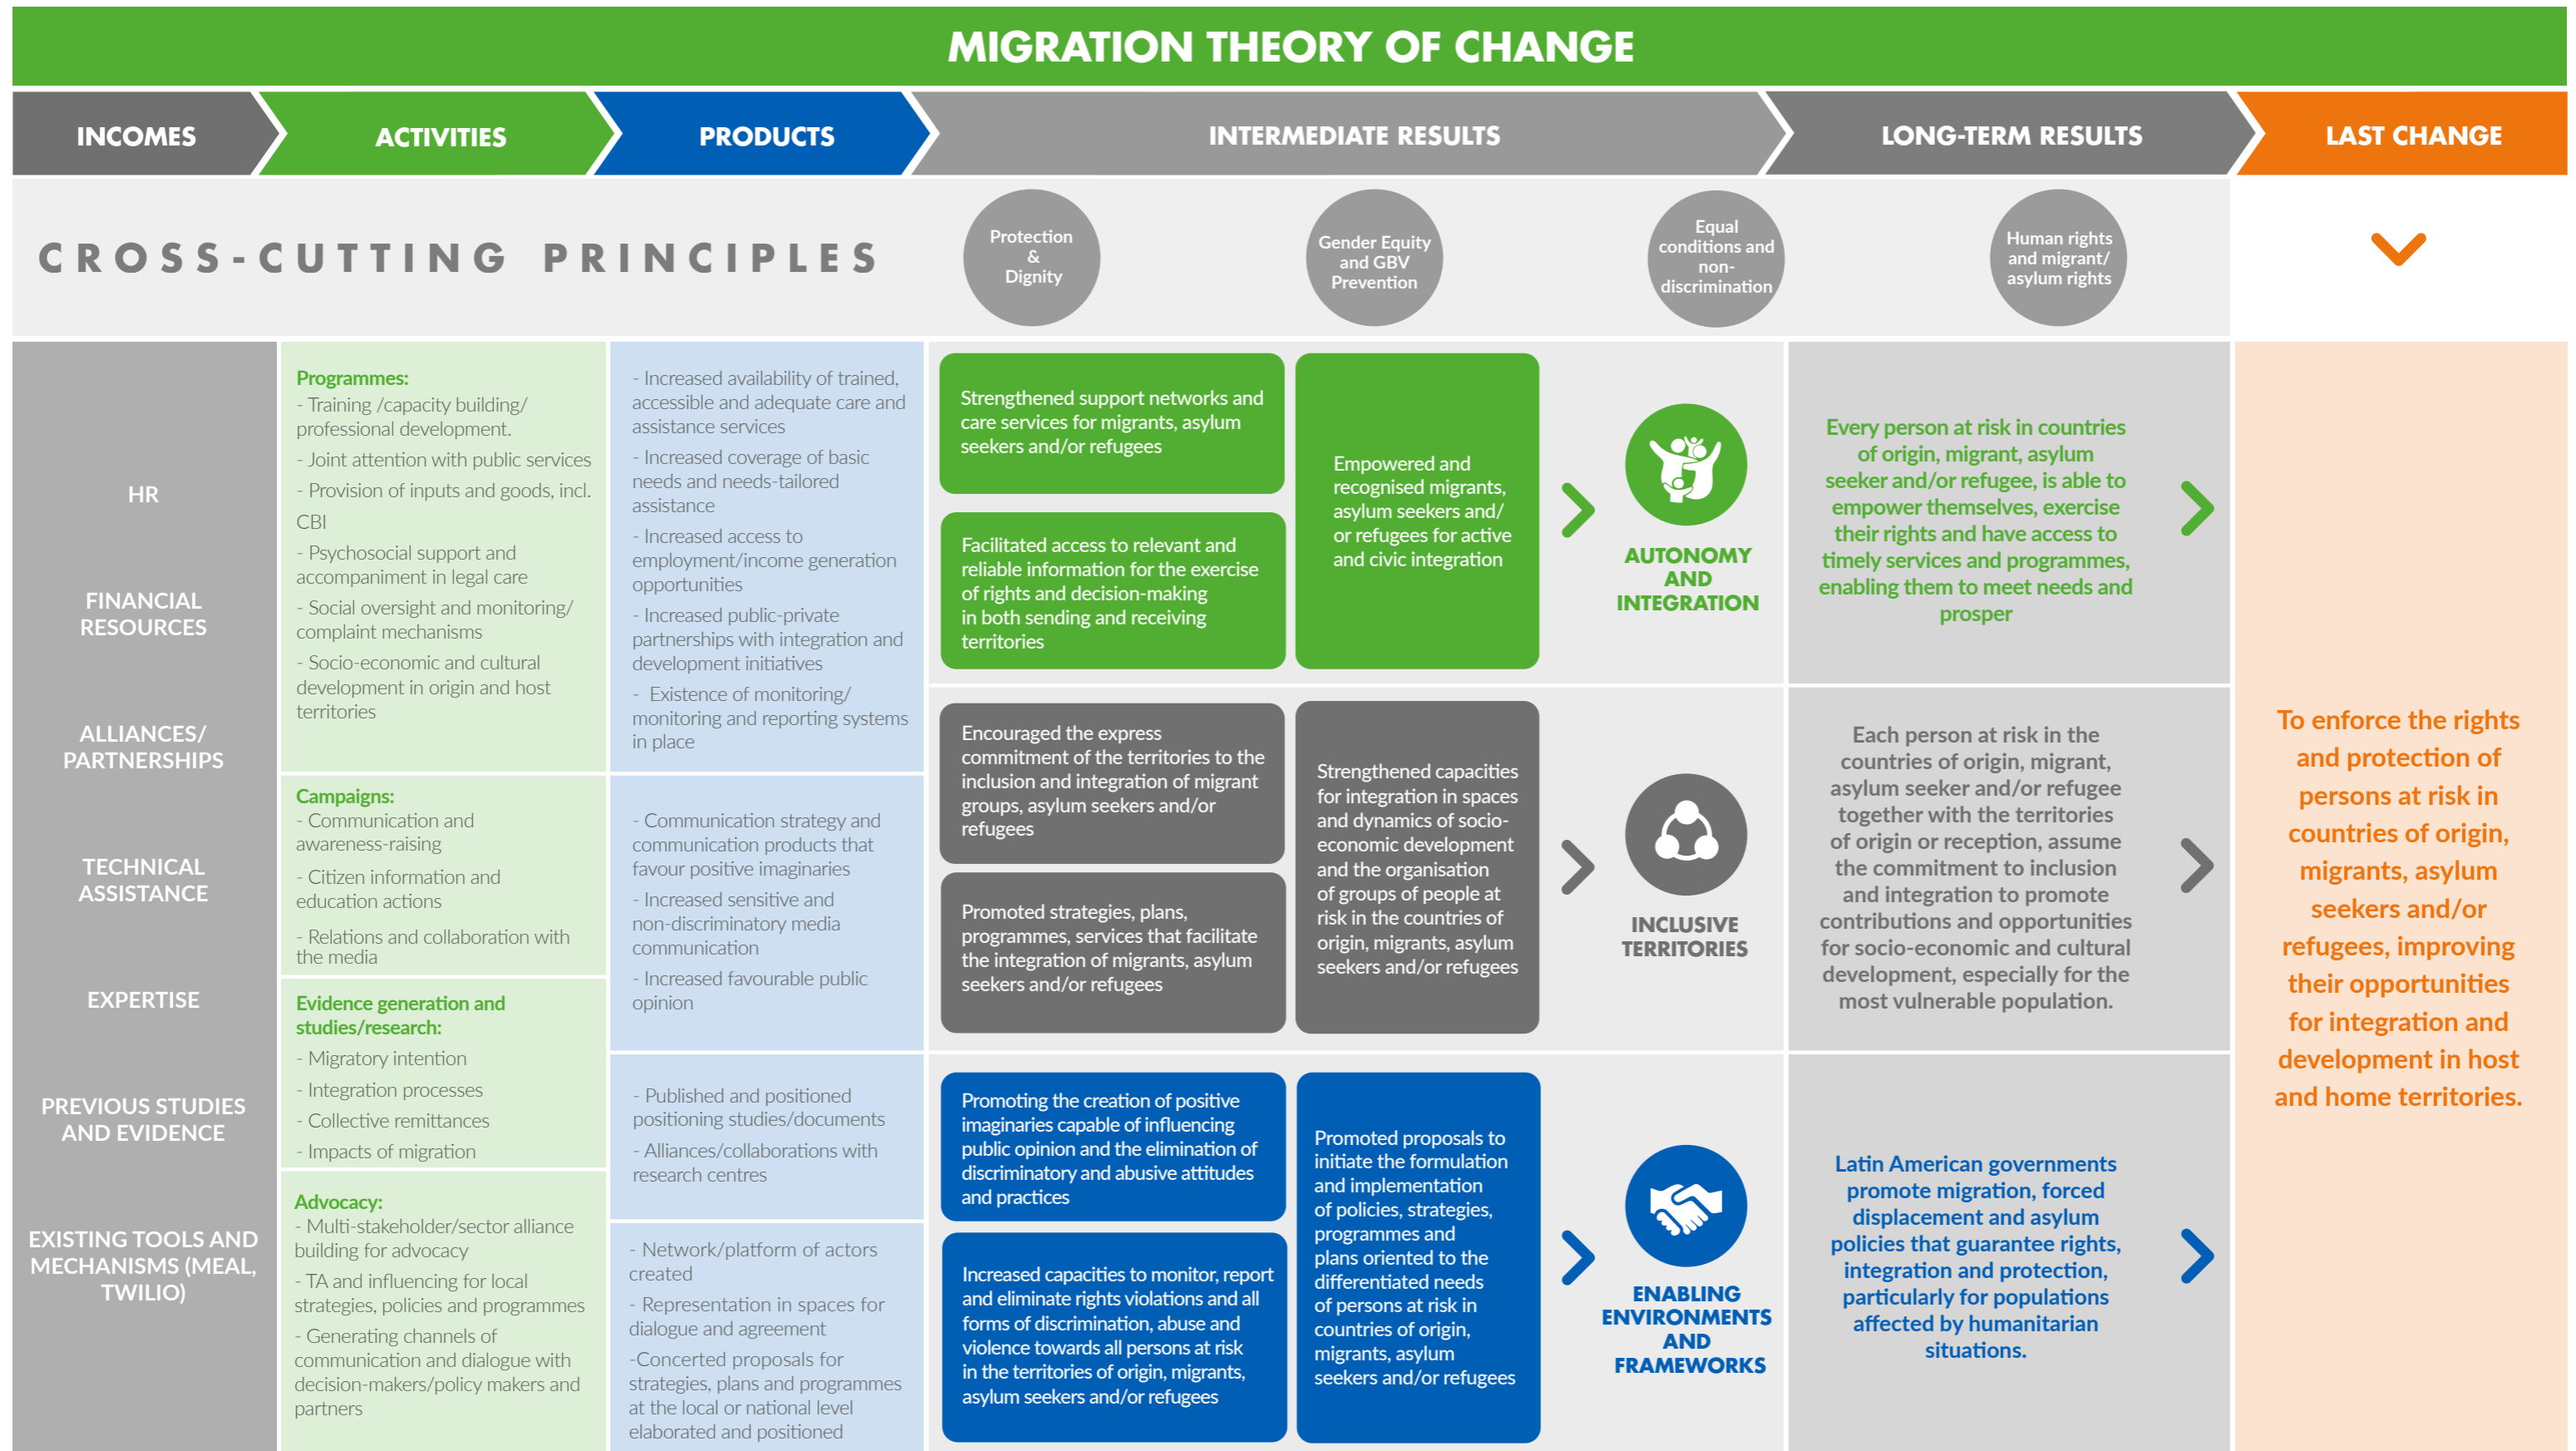 MIGRATION THEORY OF CHANGE
INCOMES
ACTIVITIES
PRODUCTS
INTERMEDIATE RESULTS
LONG-TERM RESULTS
LAST CHANGE
CROSS-CUTTING PRINCIPLES
Protection
&
Dignity
Gender Equity
and GBV
Prevention
Equal
conditions and
non-
discrimination
Human rights
and migrant/
asylum rights
HR
FINANCIAL
RESOURCES
ALLIANCES/
PARTNERSHIPS
TECHNICAL
ASSISTANCE
EXPERTISE
PREVIOUS STUDIES
AND EVIDENCE
EXISTING TOOLS AND
MECHANISMS (MEAL,
TWILIO)
Programmes:
- Training /capacity building/
professional development.
- Joint attention with public services
- Provision of inputs and goods, incl.
CBI
- Psychosocial support and
accompaniment in legal care
- Social oversight and monitoring/
complaint mechanisms
- Socio-economic and cultural
development in origin and host
territories
Campaigns:
- Communication and
awareness-raising
- Citizen information and
education actions
- Relations and collaboration with
the media
Evidence generation and
studies/research:
- Migratory intention
- Integration processes
- Collective remittances
- Impacts of migration
Advocacy:
- Multi-stakeholder/sector alliance
building for advocacy
- TA and influencing for local
strategies, policies and programmes
- Generating channels of
communication and dialogue with
decision-makers/policy makers and
partners
- Increased availability of trained,
accessible and adequate care and
assistance services
- Increased coverage of basic
needs and needs-tailored
assistance
- Increased access to
employment/income generation
opportunities
- Increased public-private
partnerships with integration and
development initiatives
- Existence of monitoring/
monitoring and reporting systems
in place
- Communication strategy and
communication products that
favour positive imaginaries
- Increased sensitive and
non-discriminatory media
communication
- Increased favourable public
opinion
- Published and positioned
positioning studies/documents
- Alliances/collaborations with
research centres
- Network/platform of actors
created
- Representation in spaces for
dialogue and agreement
-Concerted proposals for
strategies, plans and programmes
at the local or national level
elaborated and positioned
Strengthened support networks and
care services for migrants, asylum
seekers and/or refugees
Facilitated access to relevant and
reliable information for the exercise
of rights and decision-making
in both sending and receiving
territories
Empowered and
recognised migrants,
asylum seekers and/
or refugees for active
and civic integration
AUTONOMY
AND
INTEGRATION
Every person at risk in countries
of origin, migrant, asylum
seeker and/or refugee, is able to
empower themselves, exercise
their rights and have access to
timely services and programmes,
enabling them to meet needs and
prosper
Encouraged the express
commitment of the territories to the
inclusion and integration of migrant
groups, asylum seekers and/or
refugees
Promoted strategies, plans,
programmes, services that facilitate
the integration of migrants, asylum
seekers and/or refugees
Strengthened capacities
for integration in spaces
and dynamics of socio-
economic development
and the organisation
of groups of people at
risk in the countries of
origin, migrants, asylum
seekers and/or refugees
INCLUSIVE
TERRITORIES
Each person at risk in the
countries of origin, migrant,
asylum seeker and/or refugee
together with the territories
of origin or reception, assume
the commitment to inclusion
and integration to promote
contributions and opportunities
for socio-economic and cultural
development, especially for the
most vulnerable population.
Promoting the creation of positive
imaginaries capable of influencing
public opinion and the elimination of
discriminatory and abusive attitudes
and practices
Increased capacities to monitor, report
and eliminate rights violations and all
forms of discrimination, abuse and
violence towards all persons at risk
in the territories of origin, migrants,
asylum seekers and/or refugees
Promoted proposals to
initiate the formulation
and implementation
of policies, strategies,
programmes and
plans oriented to the
differentiated needs
of persons at risk in
countries of origin,
migrants, asylum
seekers and/or refugees
ENABLING
ENVIRONMENTS
AND
FRAMEWORKS
Latin American governments
promote migration, forced
displacement and asylum
policies that guarantee rights,
integration and protection,
particularly for populations
affected by humanitarian
situations.
To enforce the rights
and protection of
persons at risk in
countries of origin,
migrants, asylum
seekers and/or
refugees, improving
their opportunities
for integration and
development in host
and home territories.